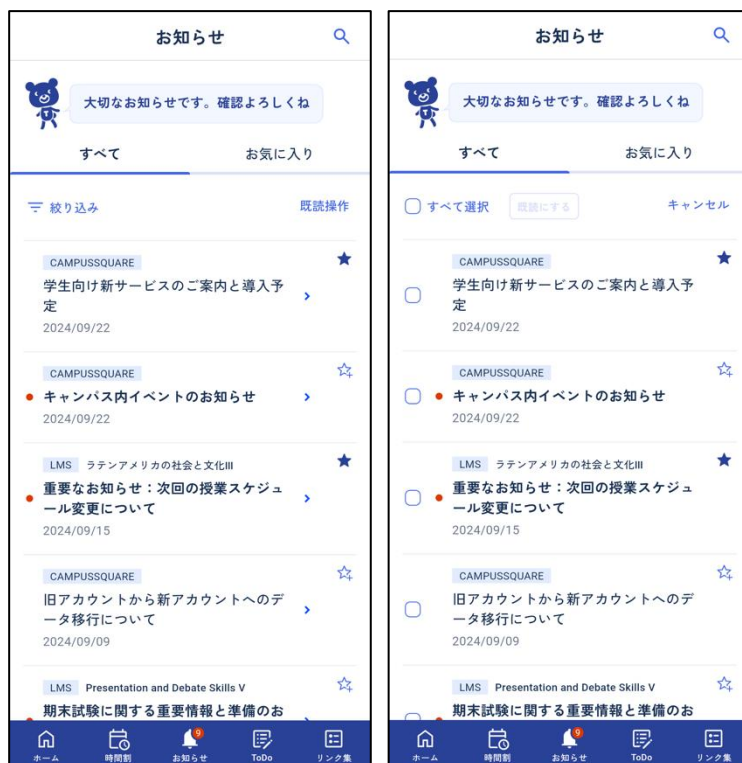 お知らせ
大切なお知らせです。確認よろしくね
すべて
お気に入り
絞り込み
既読操作
CAMPUSSQUARE
学生向け新サービスのご案内と導入予
定
2024/09/22
CAMPUSSQUARE
キャンパス内イベントのお知らせ
2024/09/22
LMS ラテンアメリカの社会と文化III
重要なお知らせ：次回の授業スケジュ
ール変更について
2024/09/15
CAMPUSSQUARE
旧アカウントから新アカウントへのデ
ータ移行について
2024/09/09
LMS Presentation and Debate Skills V
期末試験に関する重要情報と準備のお
9
ホーム 時間割 お知らせ ToDo リンク集
お知らせ
大切なお知らせです。確認よろしくね
すべて
お気に入り
すべて選択
既読にする
キャンセル
CAMPUSSQUARE
学生向け新サービスのご案内と導入予
定
2024/09/22
CAMPUSSQUARE
キャンパス内イベントのお知らせ
2024/09/22
LMS ラテンアメリカの社会と文化III
重要なお知らせ：次回の授業スケジュ
ール変更について
2024/09/15
CAMPUSSQUARE
旧アカウントから新アカウントへのデ
ータ移行について
2024/09/09
LMS Presentation and Debate Skills V
期末試験に関する重要情報と準備のお
9
ホーム 時間割 お知らせ ToDo リンク集